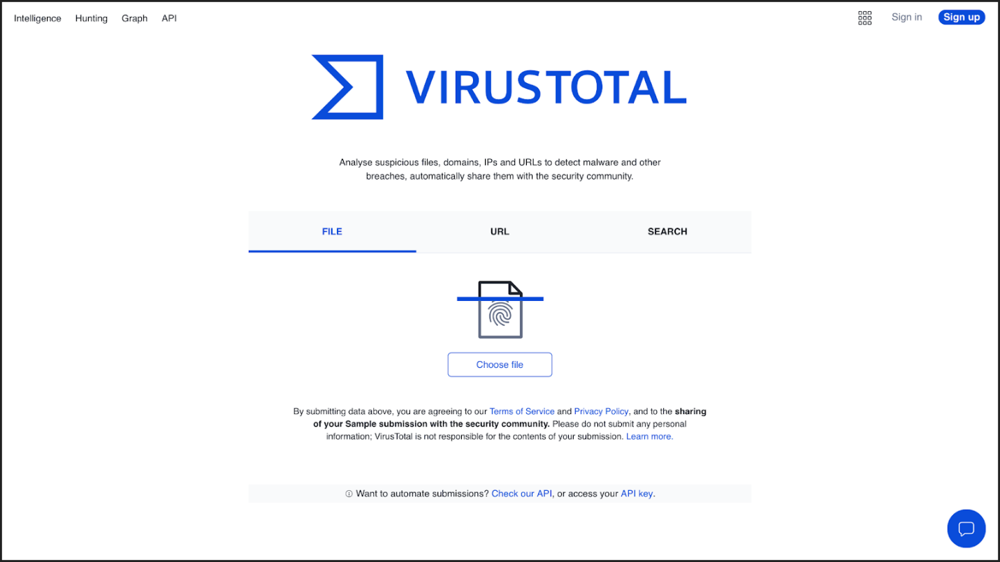 Intelligence Hunting Graph API Sign in Sign up
VIRUSTOTAL
Analyse suspicious files, domains, IPs and URLs to detect malware and other
breaches, automatically share them with the security community.
FILE URL SEARCH
Choose file
By submitting data above, you are agreeing to our Terms of Service and Privacy Policy, and to the sharing
of your Sample submission with the security community. Please do not submit any personal
information; VirusTotal is not responsible for the contents of your submission. Learn more.
Want to automate submissions? Check our API, or access your API key.